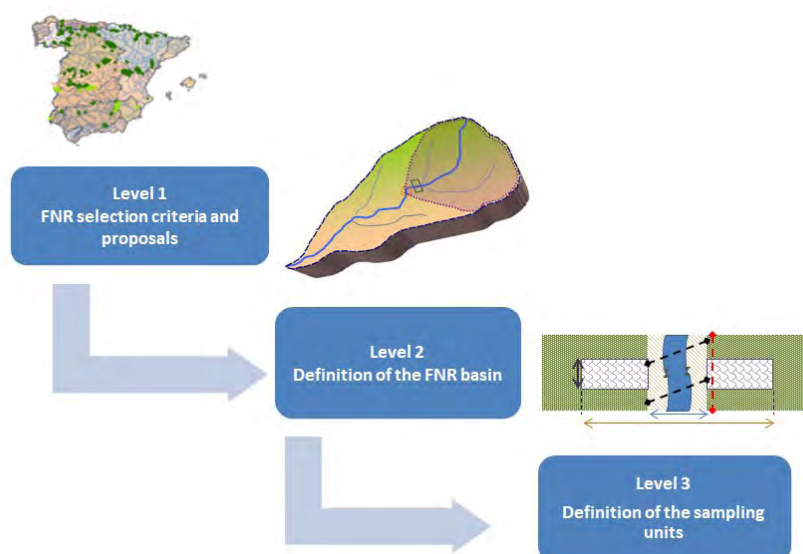 Level 1
FNR selection criteria and
proposals
Level 2
Definition of the FNR basin
Level 3
Definition of the sampling
units